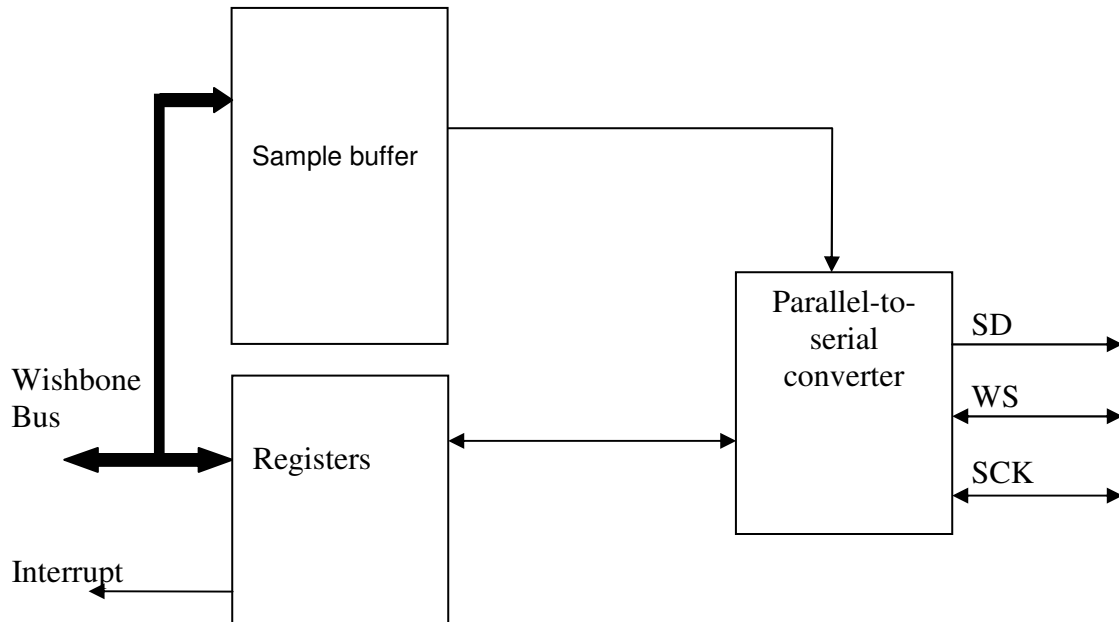 Sample buffer
Parallel-to-
serial
converter
SD
WS
SCK
Wishbone
Bus
Registers
Interrupt